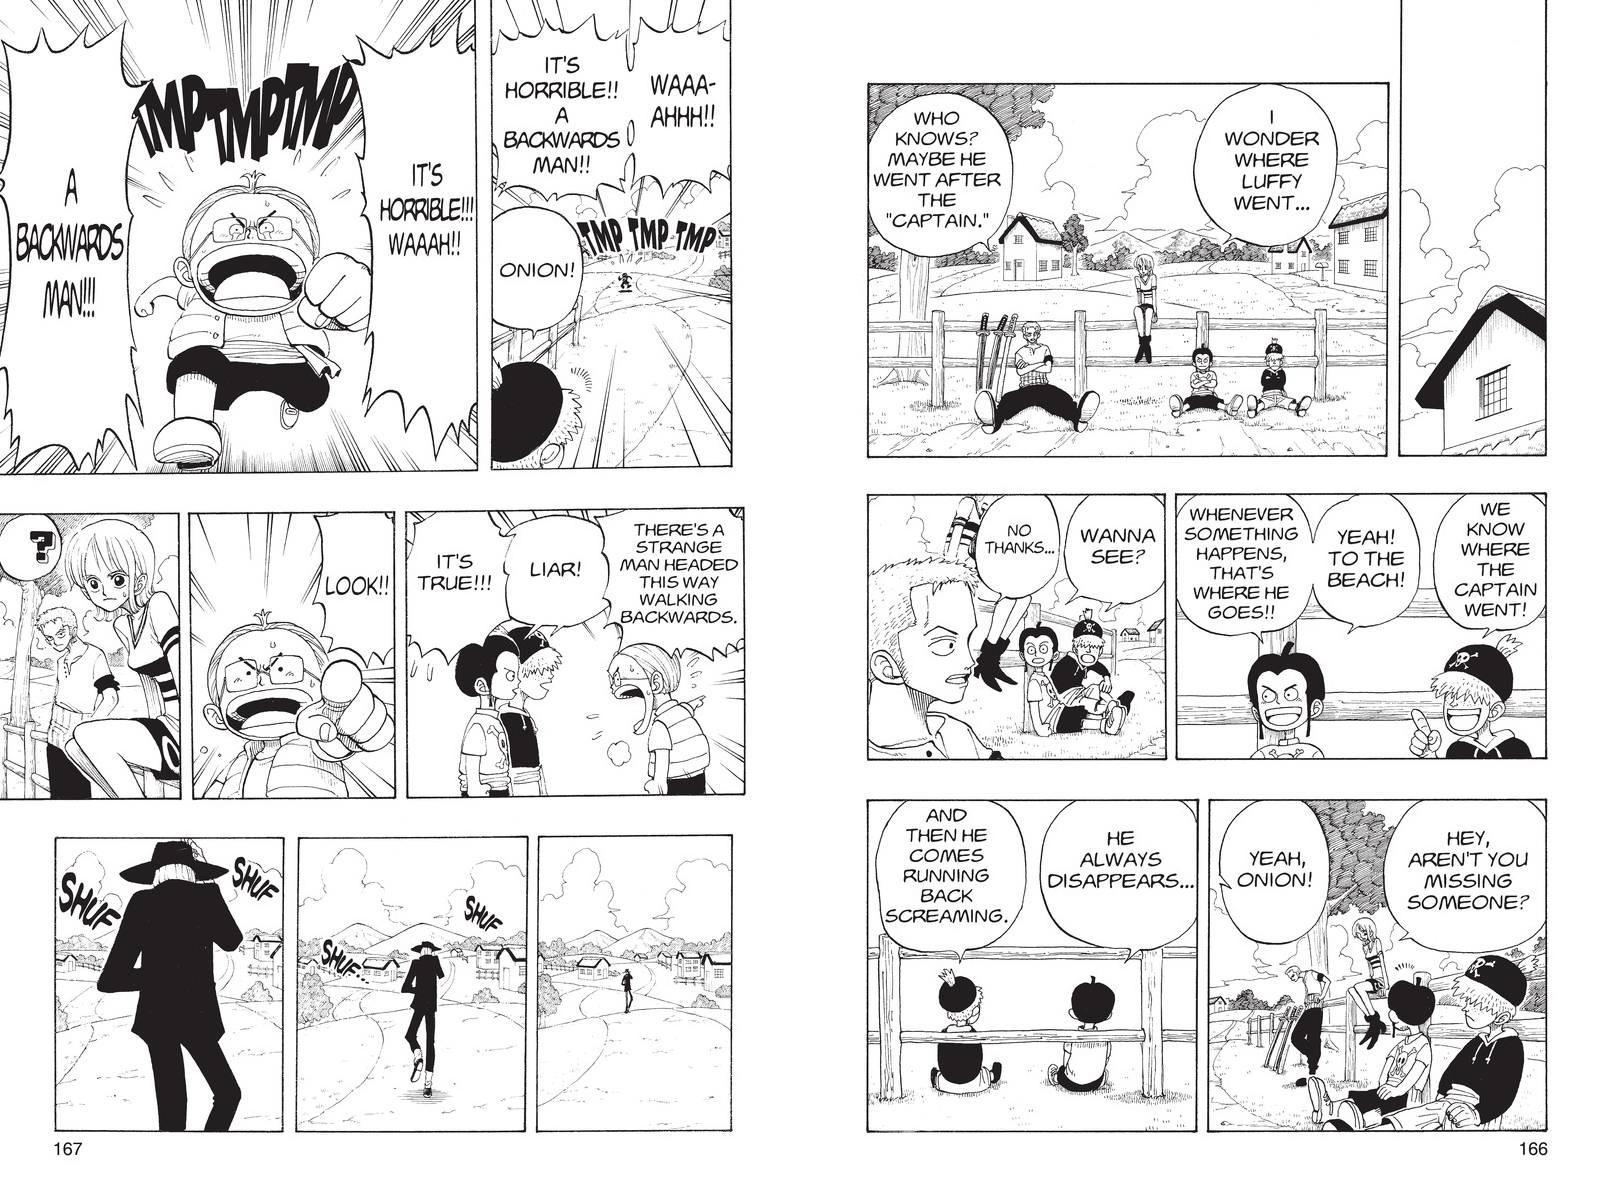 I
WONDER
WHERE
LUFFY
WENT...
WHO
KNOWS?
MAYBE HE
WENT AFTER
THE
"CAPTAIN."
WE
KNOW
WHERE
THE
CAPTAIN
WENT!
YEAH!
TO THE
BEACH!
WHENEVER
SOMETHING
HAPPENS,
THAT'S
WHERE HE
GOES!!
WANNA
SEE?
NO
THANKS...
HEY,
AREN'T YOU
MISSING
SOMEONE?
YEAH,
ONION!
HE
ALWAYS
DISAPPEARS...
AND
THEN HE
COMES
RUNNING
BACK
SCREAMING.
166
WAAA-
AHHH!!
IT'S
HORRIBLE!!
A
BACKWARDS
MAN!!
TMP TMP TMP
ONION!
IT'S
HORRIBLE!!!
WAAAH!!
TMP TMP TMP
A
BACKWARDS
MAN!!!
THERE'S A
STRANGE
MAN HEADED
THIS WAY
WALKING
BACKWARDS.
LIAR!
IT'S
TRUE!!!
LOOK!!
?
SHUF
SHUF...
SHUF
SHUF
167